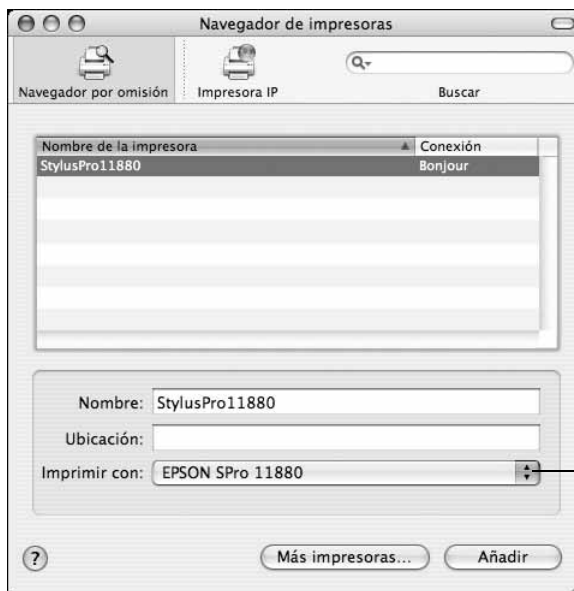 Navegador de impresoras
Navegador por omisión
Impresora IP
Buscar
Nombre de la impresora Conexión
StylusPro11880 Bonjour
Nombre: StylusPro11880
Ubicación:
Imprimir con: EPSON SPro 11880
? Más impresoras... Añadir